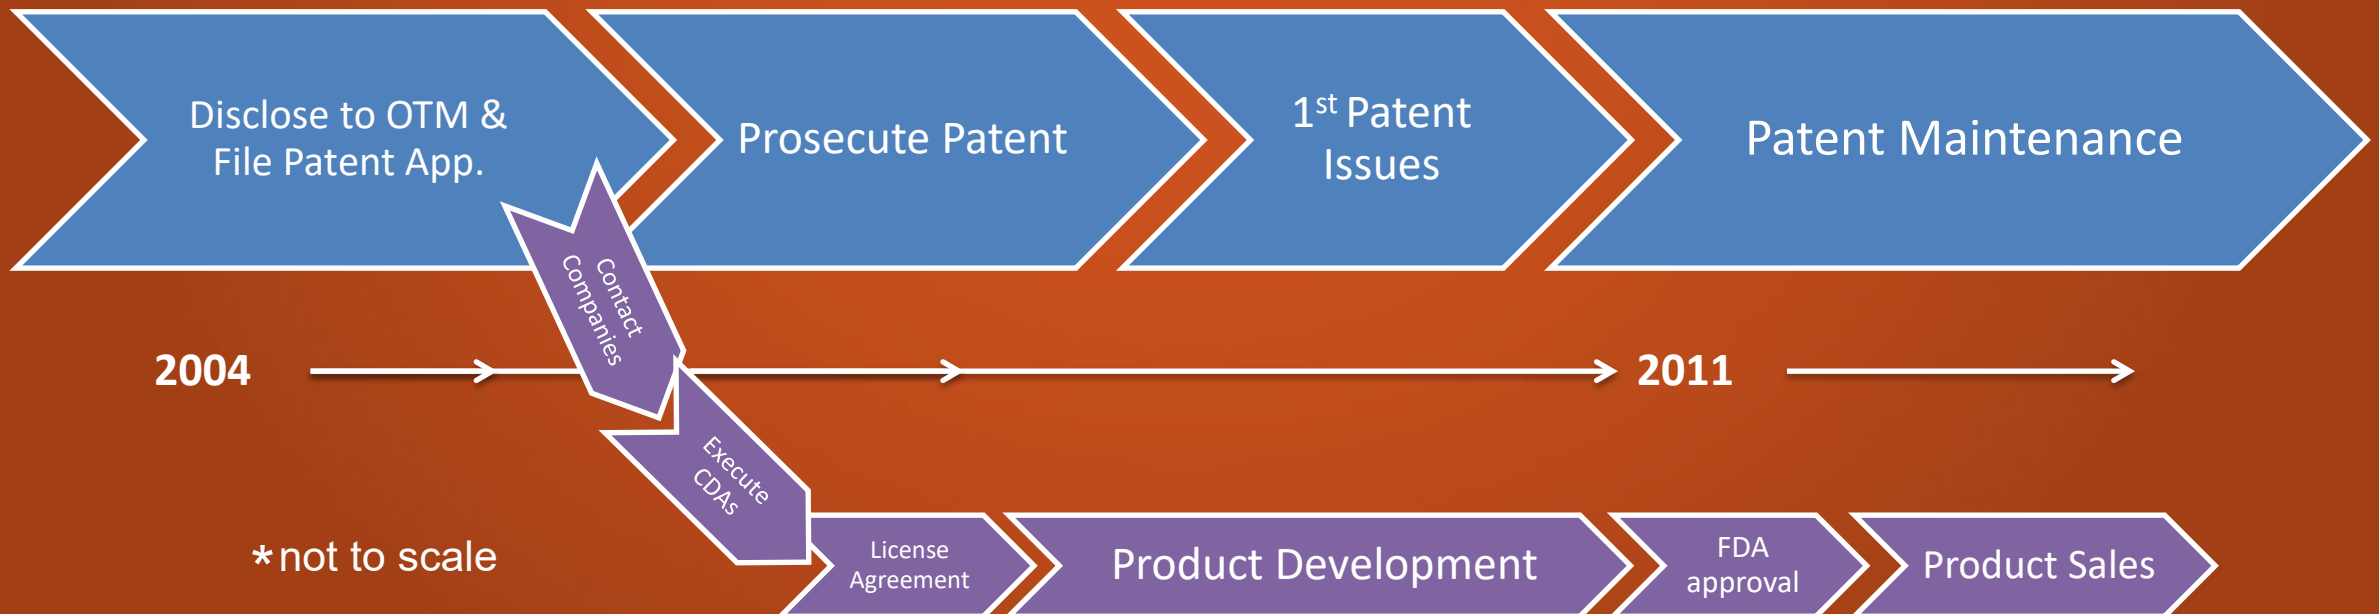 Disclose to OTM &
File Patent App.
Prosecute Patent
1st Patent
Issues
Patent Maintenance
Contact
Companies
2004
2011
Execute
CDAs
*not to scale
License
Agreement
Product Development
FDA
approval
Product Sales